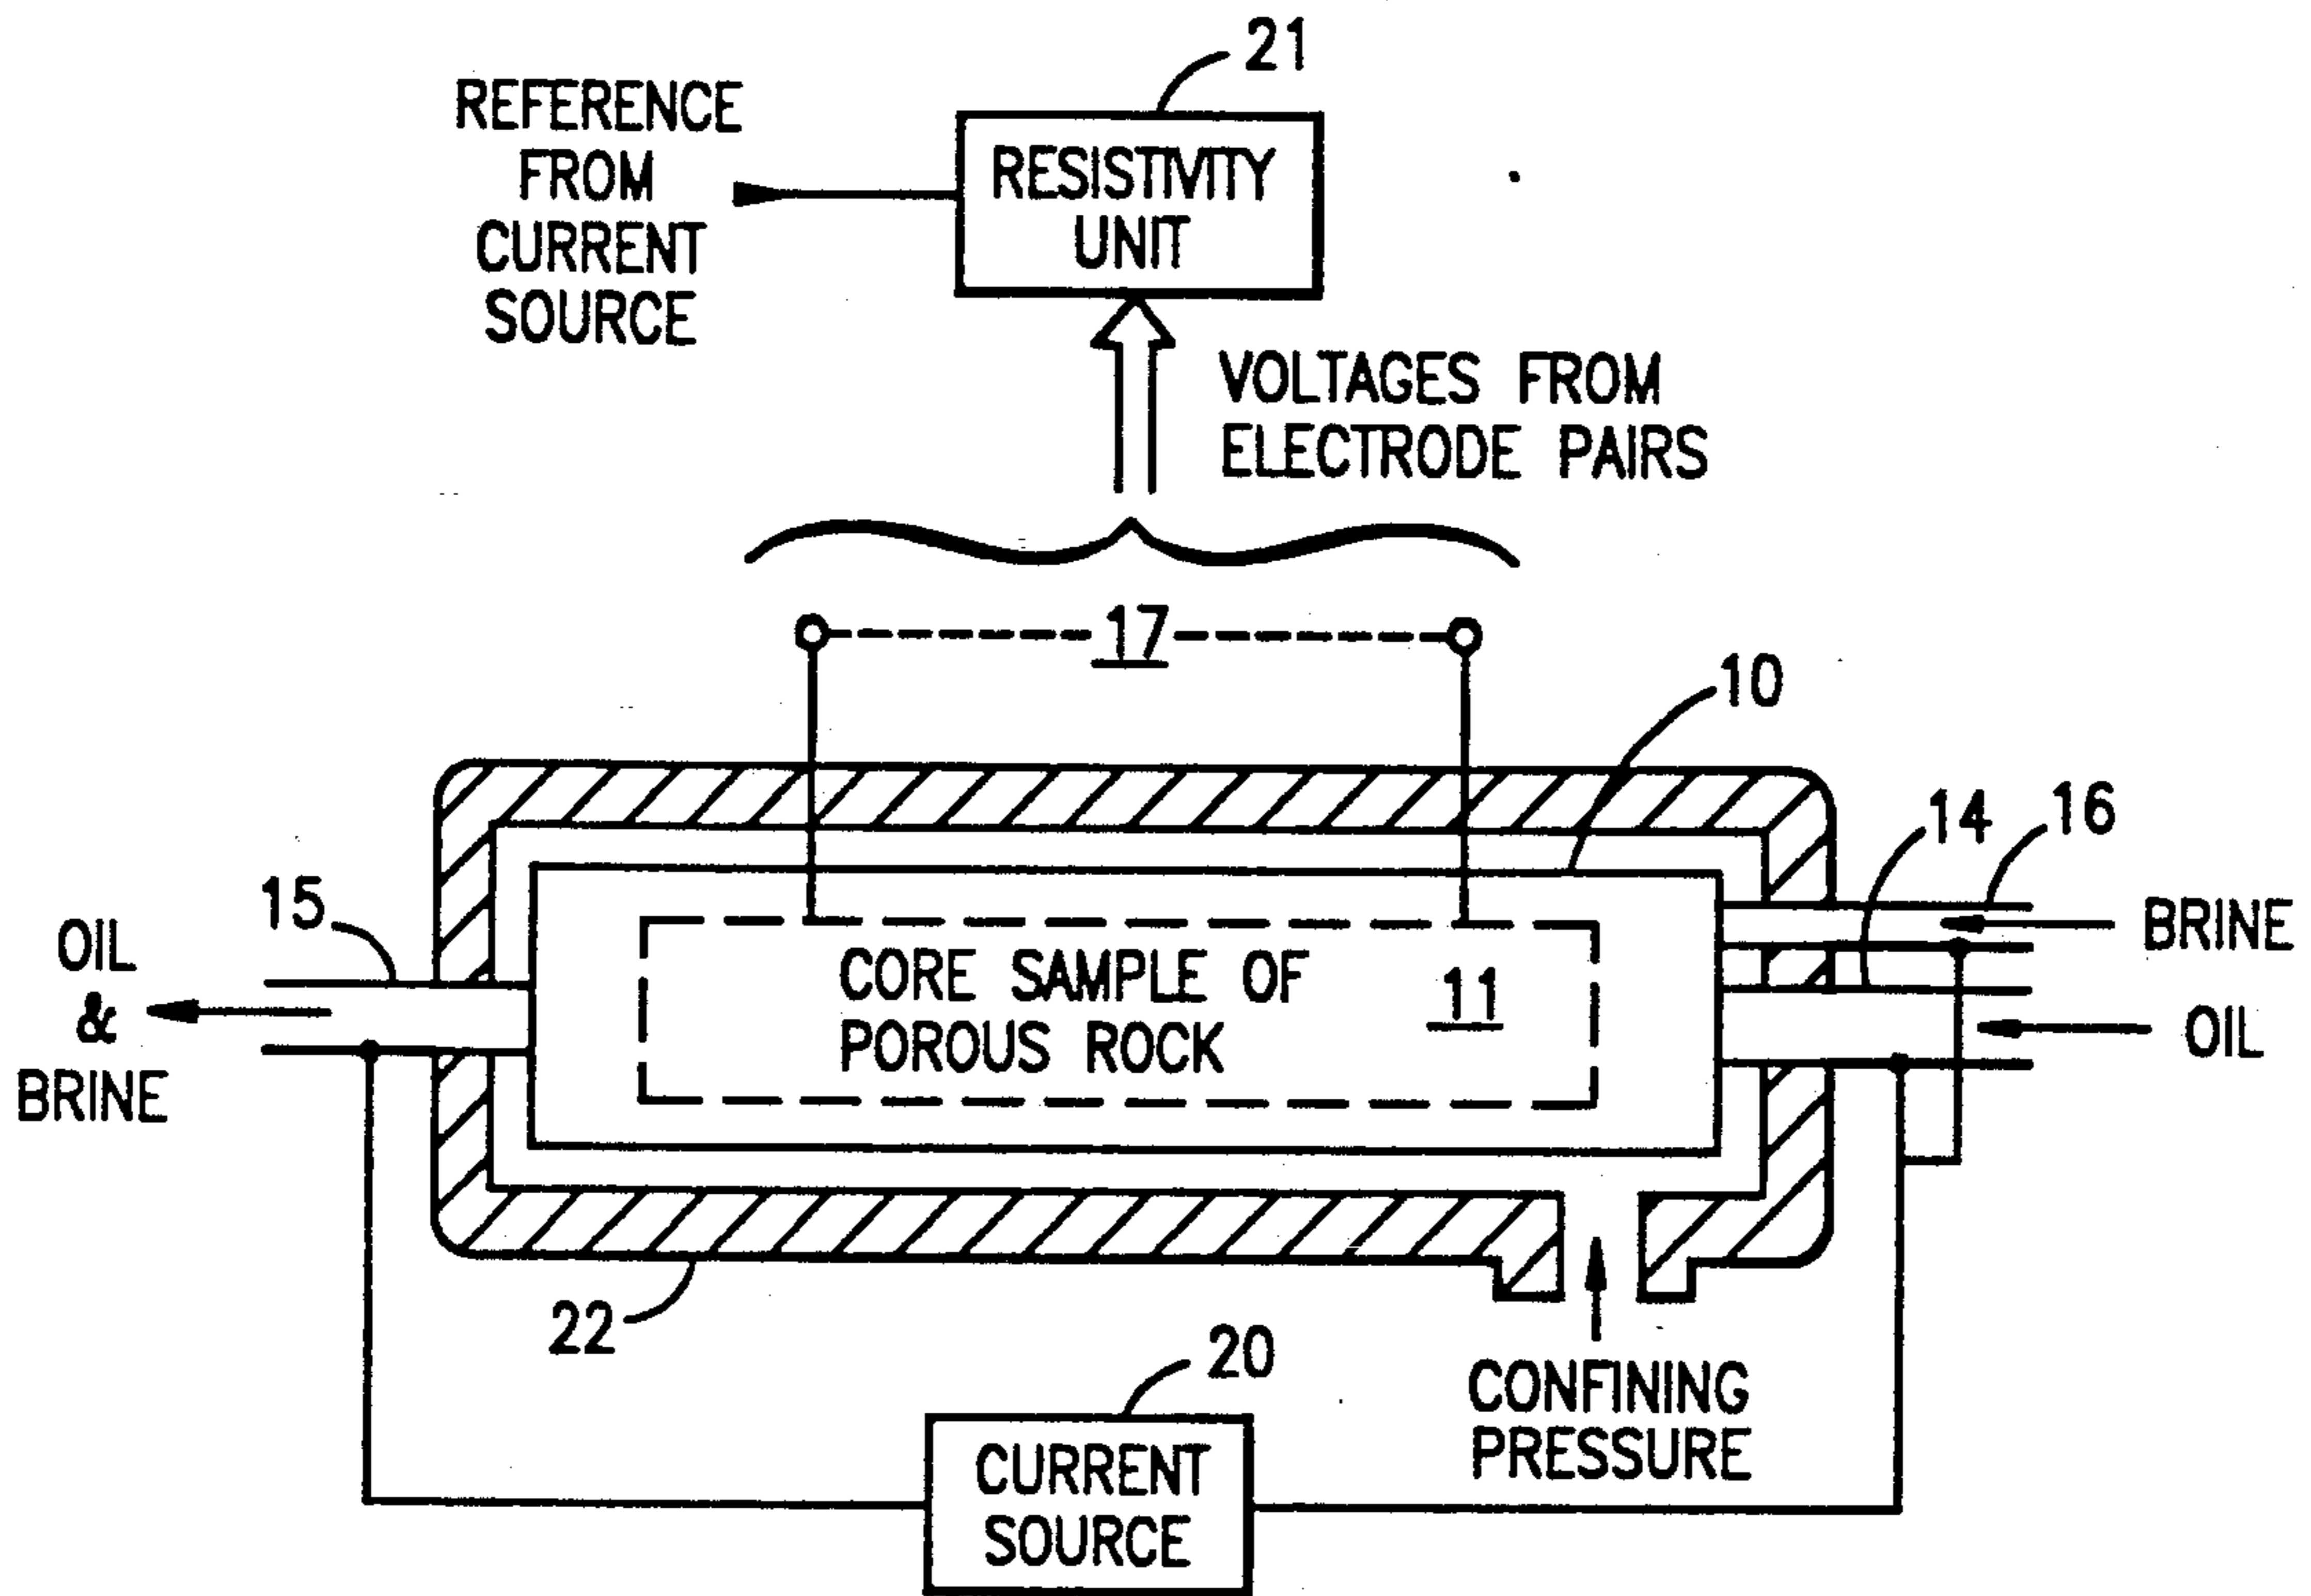 21
REFERENCE
FROM
CURRENT
SOURCE
RESISTIVITY
UNIT
VOLTAGES FROM
ELECTRODE PAIRS
17
10
14
16
15
OIL
&
BRINE
CORE SAMPLE OF
POROUS ROCK
11
BRINE
OIL
22
20
CONFINING
PRESSURE
CURRENT
SOURCE